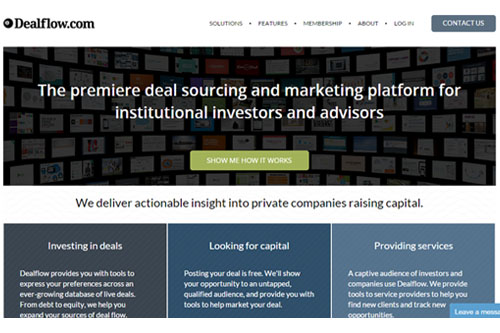 Dealflow.com
SOLUTIONS • FEATURES • MEMBERSHIP • ABOUT • LOG IN
CONTACT US
The premiere deal sourcing and marketing platform for
institutional investors and advisors
SHOW ME HOW IT WORKS
We deliver actionable insight into private companies raising capital.
Investing in deals
Dealflow provides you with tools to
express your preferences across an
ever-growing database of live deals.
From debt to equity, we help you
expand your sources of deal flow.
Looking for capital
Posting your deal is free. We'll show
your opportunity to an untapped,
qualified audience, and provide you with
tools to help market your deal.
Providing services
A captive audience of investors and
companies use Dealflow. We provide
tools to service providers to help you
find new clients and track new
opportunities.
Leave a messa